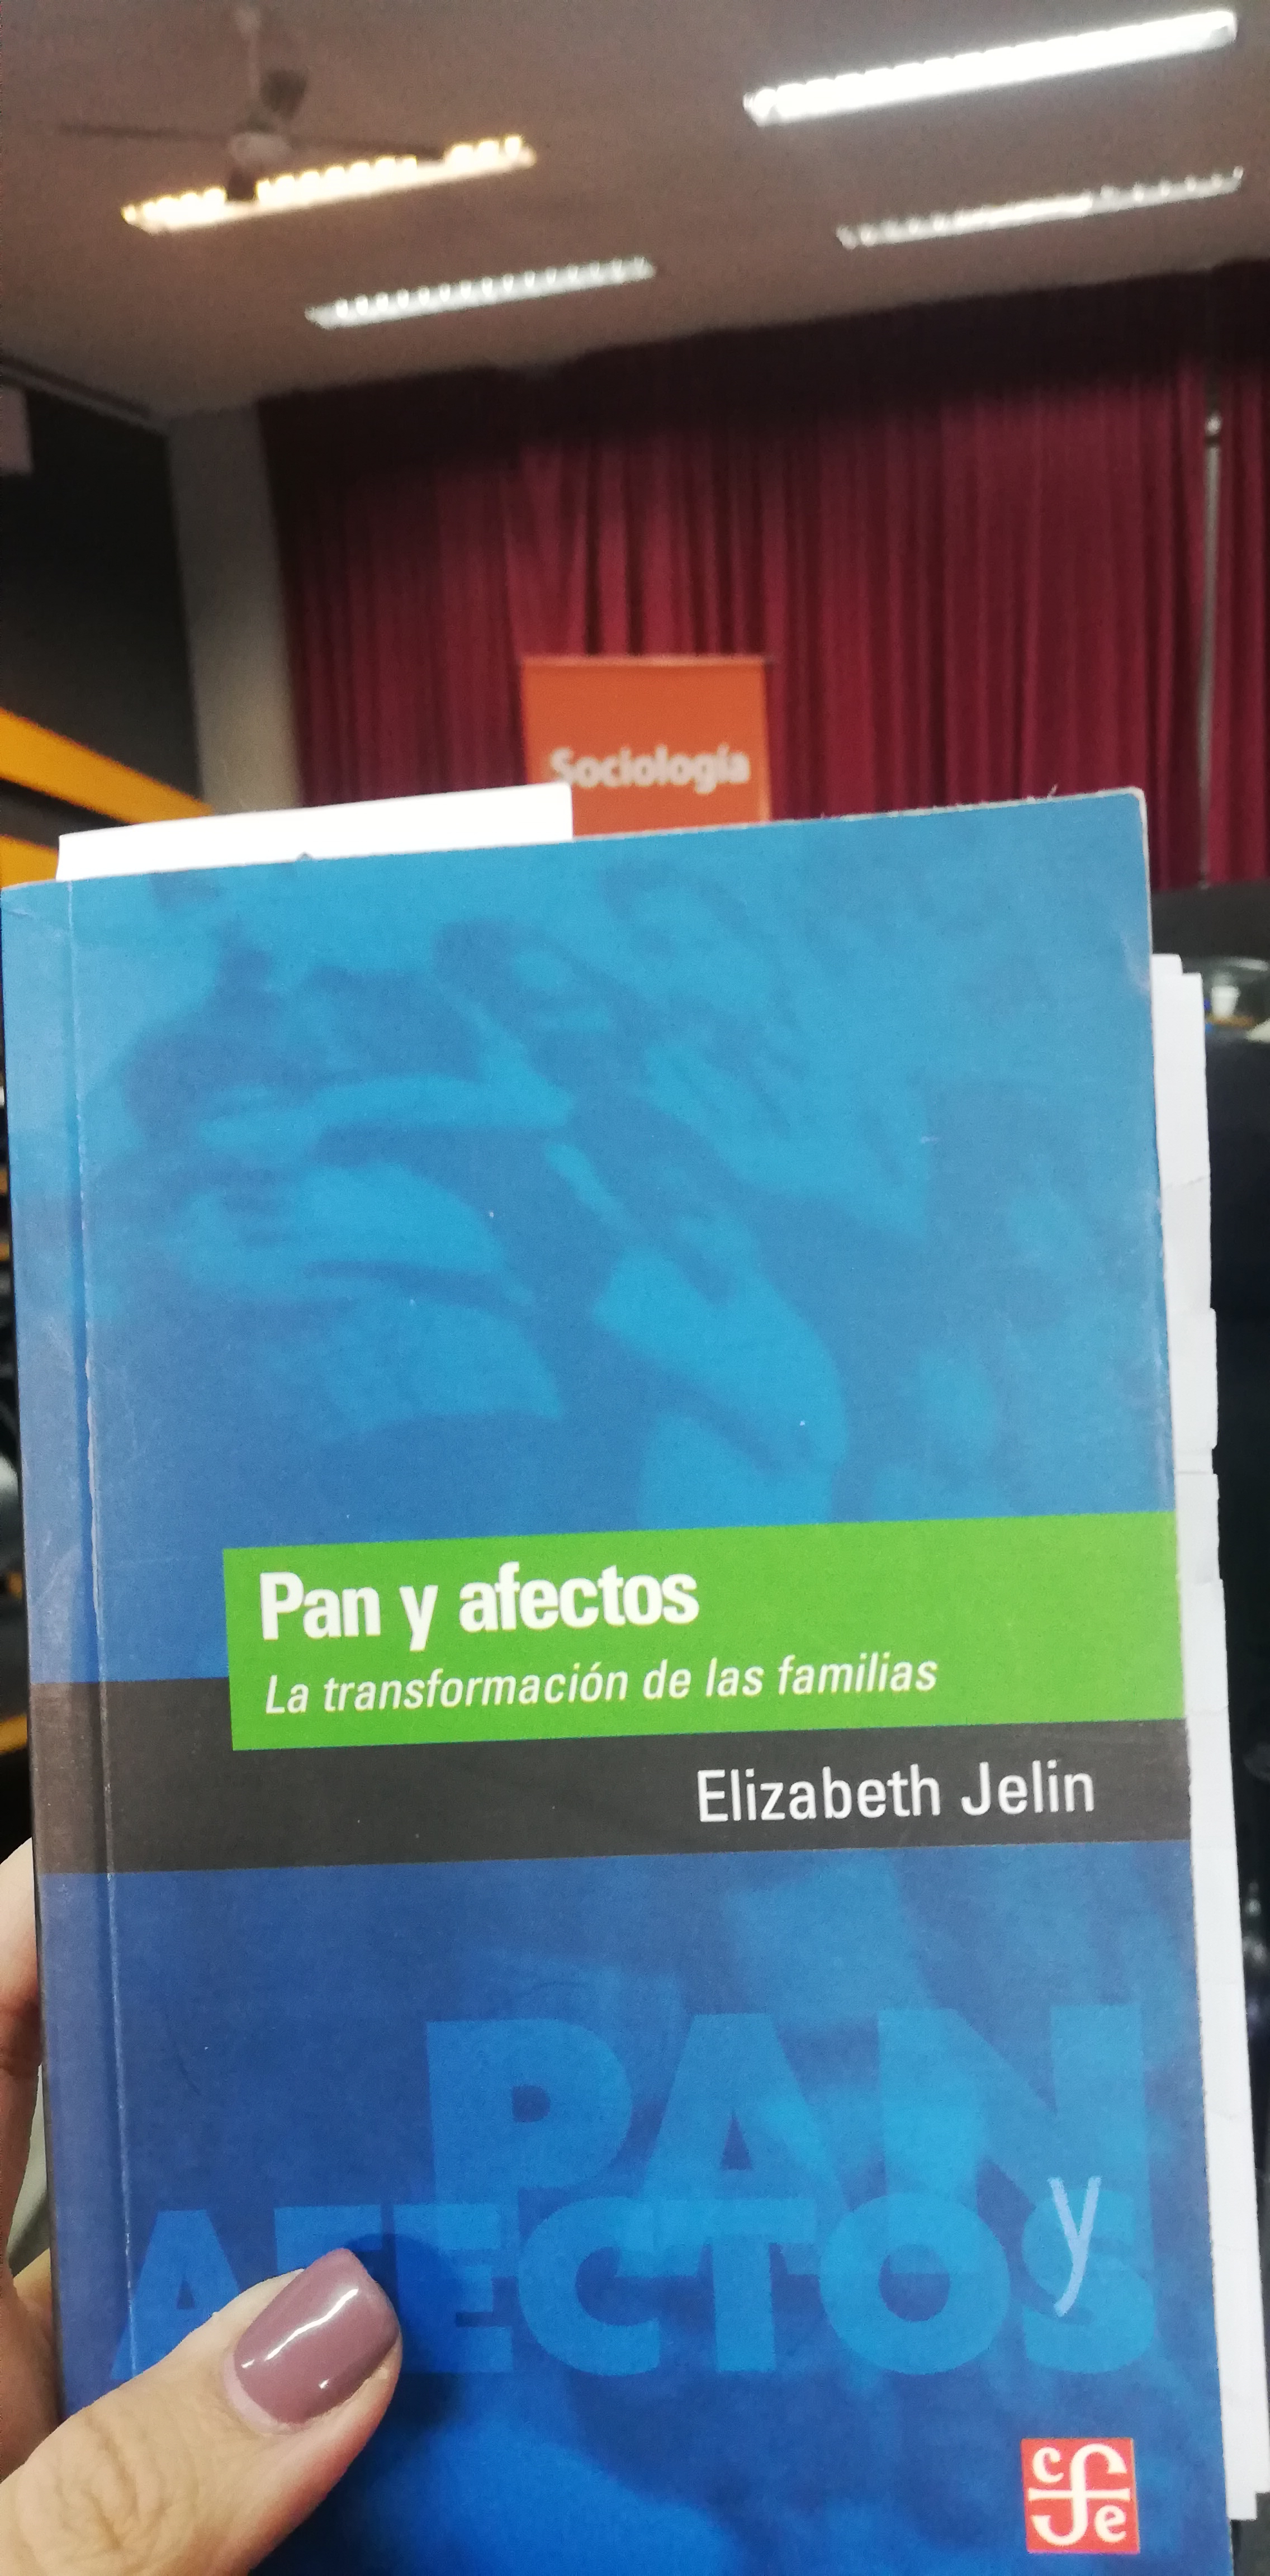 Sociología
Pan y afectos
La transformación de las familias
Elizabeth Jelin
PAN
y
AFECTOS
cfe